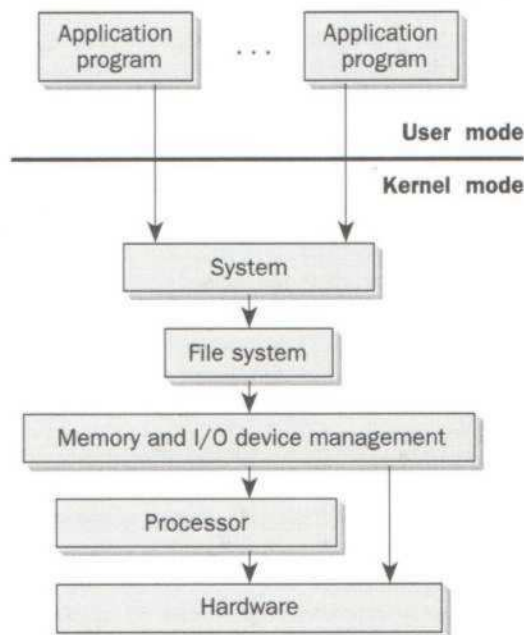 Application
program
...
Application
program
User mode
Kernel mode
System
File system
Memory and I/O device management
Processor
Hardware